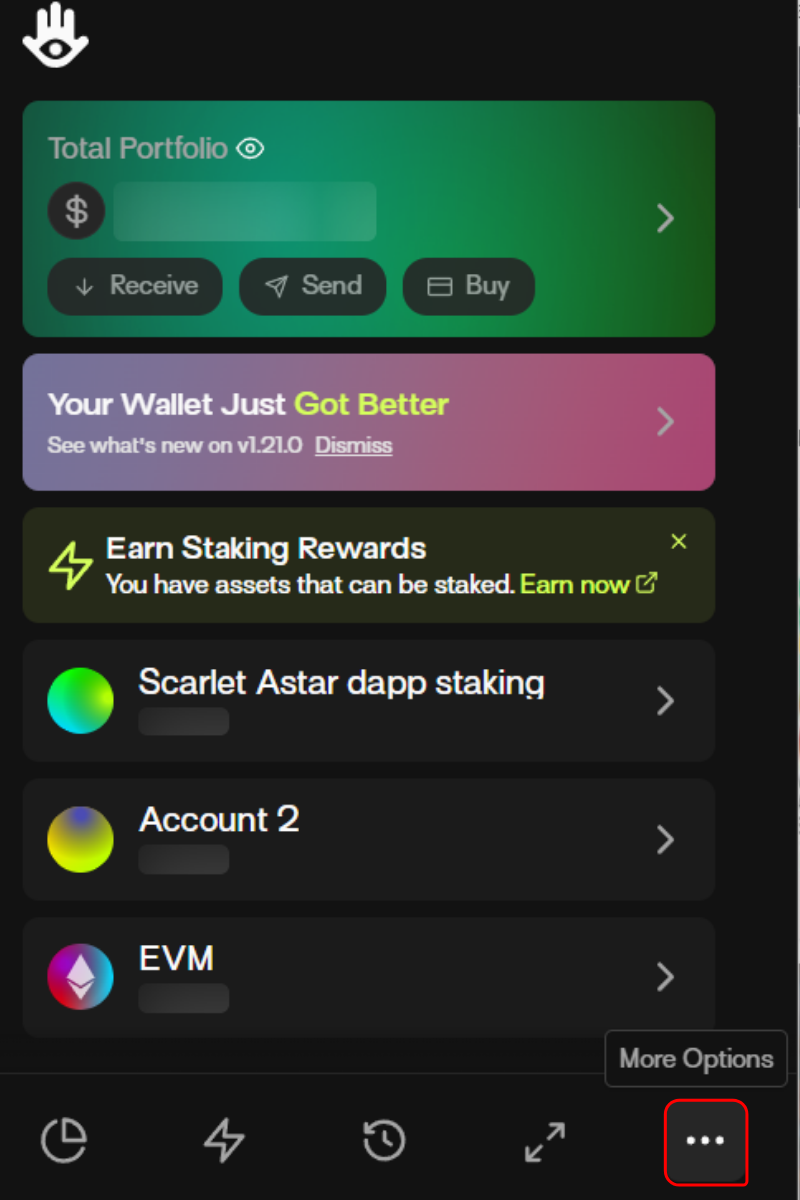 Total Portfolio
$
Receive Send Buy
Your Wallet Just Got Better
See what's new on v1.21.0 Dismiss
Earn Staking Rewards
You have assets that can be staked. Earn now
Scarlet Astar dapp staking
Account 2
EVM
More Options